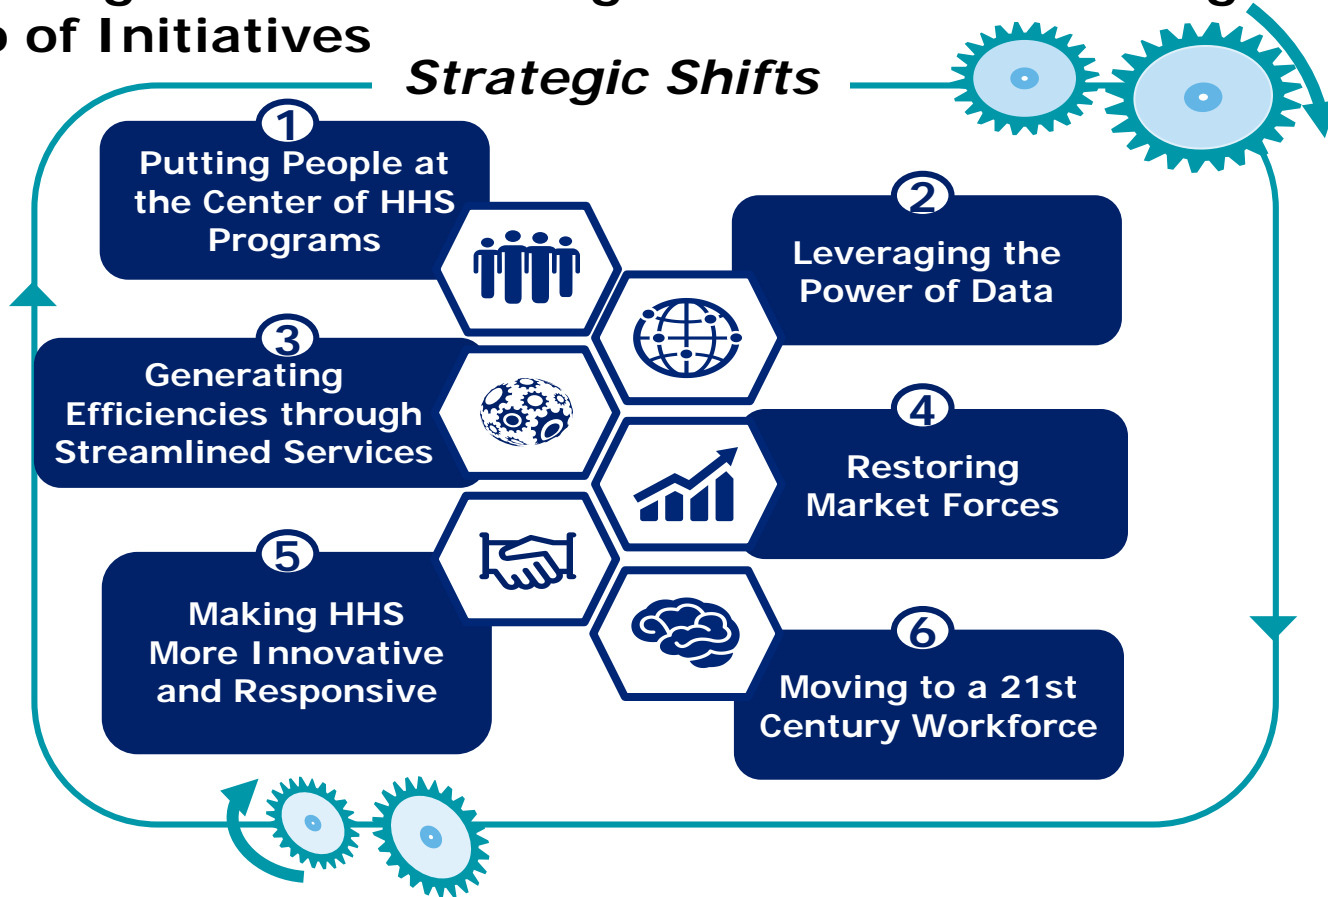 of Initiatives
Strategic Shifts
1
Putting People at
the Center of HHS
Programs
2
Leveraging the
Power of Data
3
Generating
Efficiencies through
Streamlined Services
4
Restoring
Market Forces
5
Making HHS
More Innovative
and Responsive
6
Moving to a 21st
Century Workforce